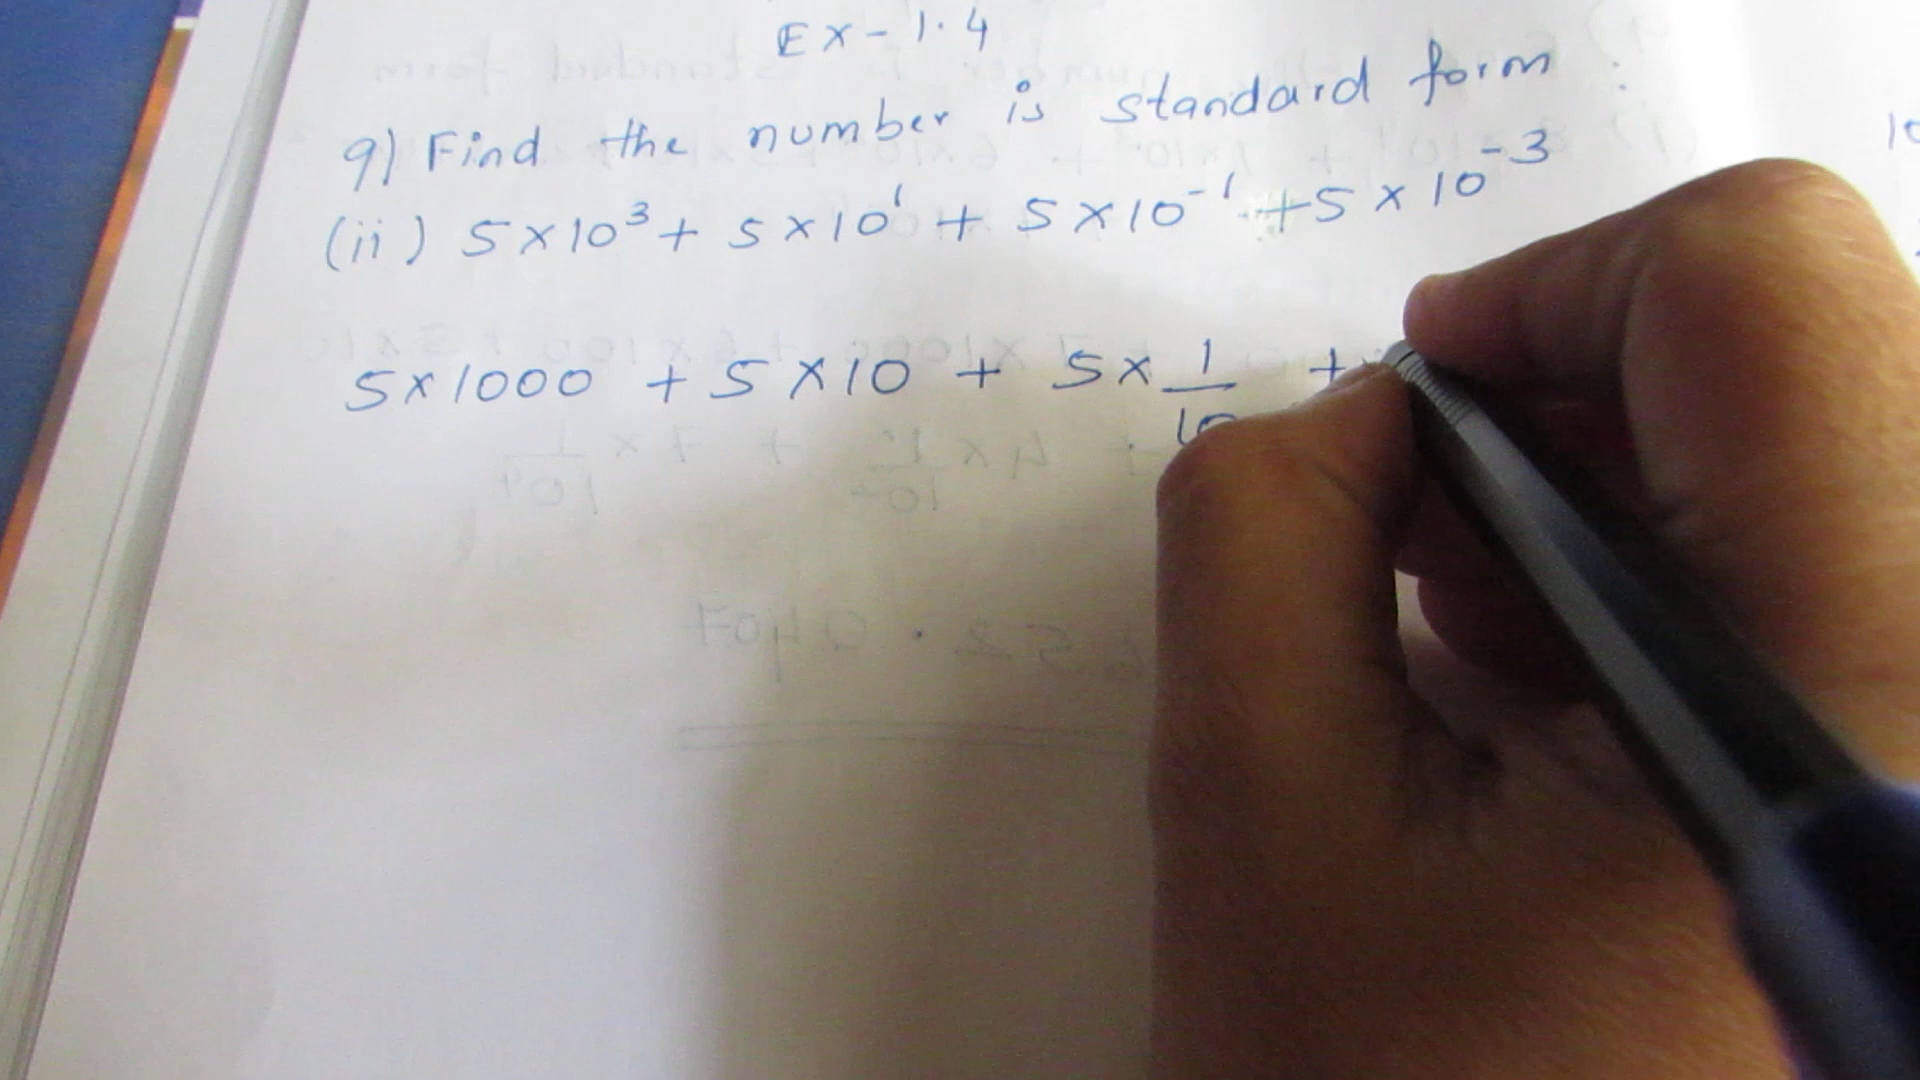 Ex - 1.4
9) Find the number is standard form :
(ii) 5 × 10³ + 5 × 10¹ + 5 × 10⁻¹ + 5 × 10⁻³
5 × 1000 + 5 × 10 + 5 × 1/10 +